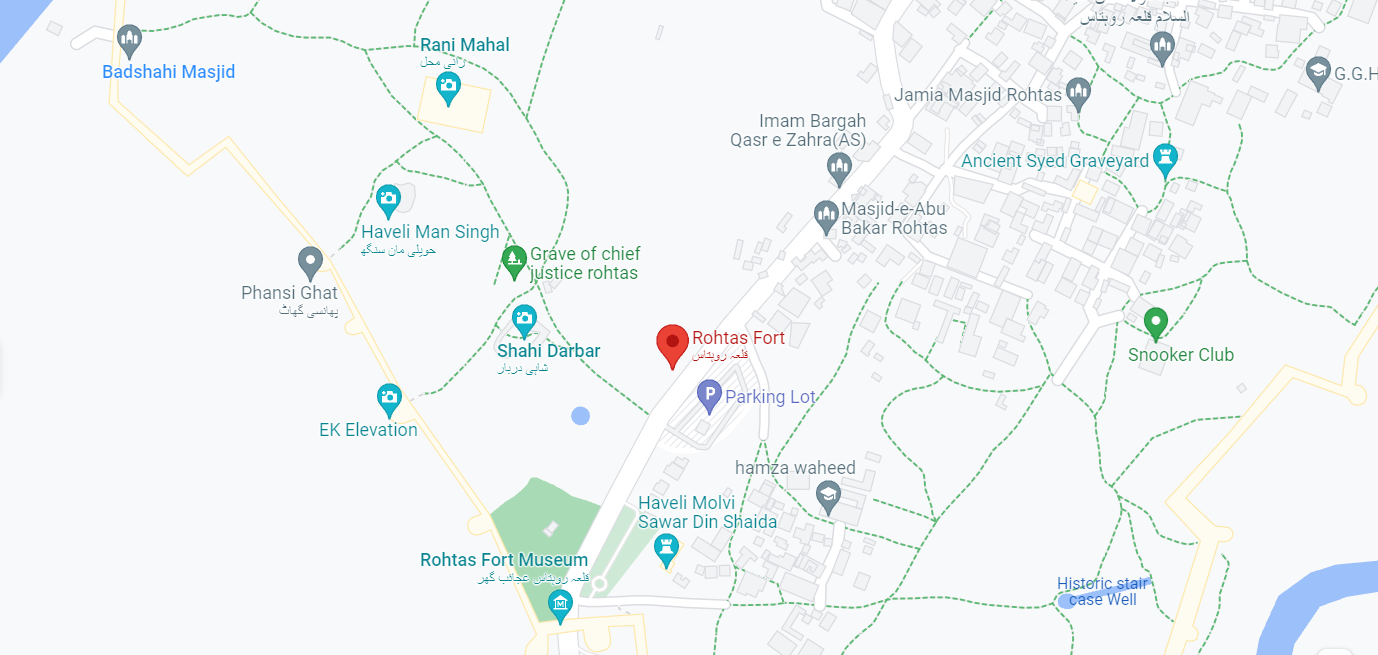 السلام قلعہ روہتاس
Rani Mahal
رانی محل
Badshahi Masjid
G.G.H
Jamia Masjid Rohtas
Imam Bargah
Qasr e Zahra(AS)
Ancient Syed Graveyard
Masjid-e-Abu
Bakar Rohtas
Haveli Man Singh
حویلی مان سنگھ
Grave of chief
justice rohtas
Phansi Ghat
پھانسی گھاٹ
Shahi Darbar
شاہی دربار
Rohtas Fort
قلعہ روہتاس
Snooker Club
P
Parking Lot
EK Elevation
hamza waheed
Haveli Molvi
Sawar Din Shaida
Rohtas Fort Museum
قلعہ روہتاس عجائب گھر
M
Historic stair
case Well